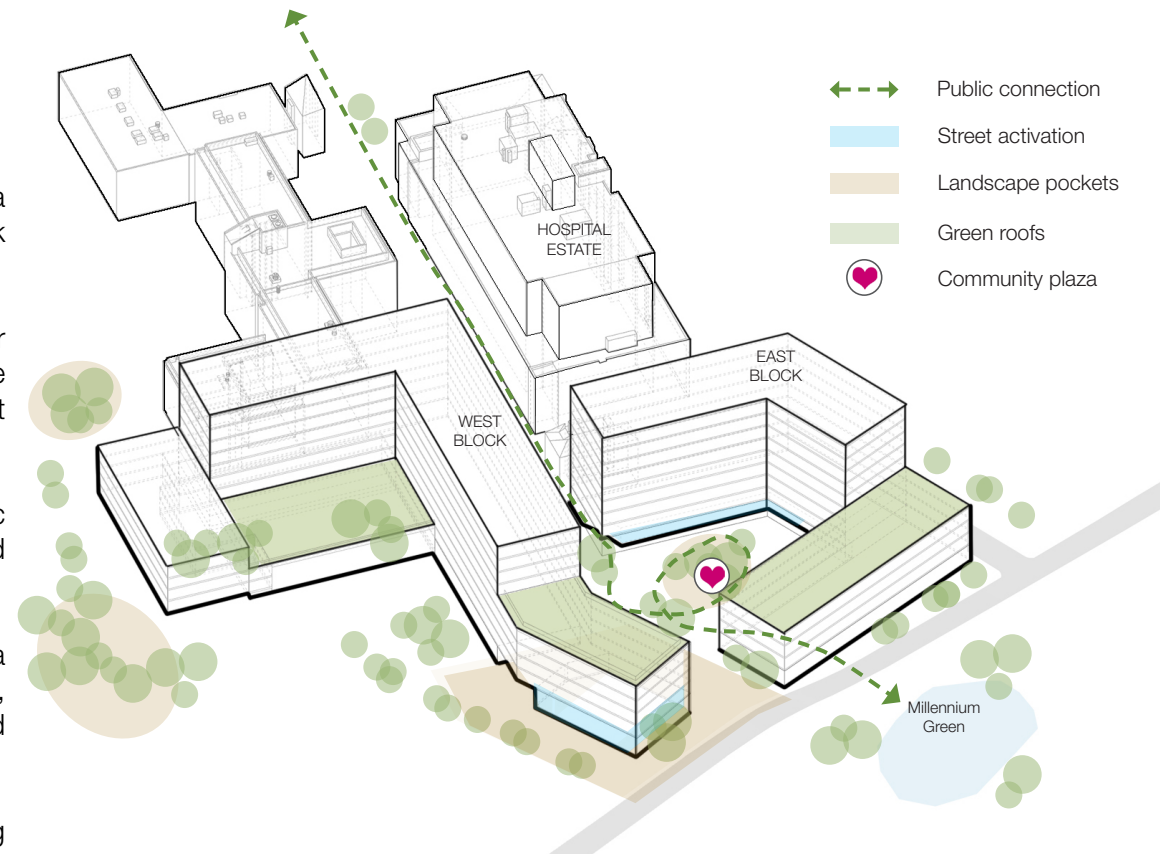 a
k
r
e
t
c
d
a
,
d
g
Public connection
Street activation
Landscape pockets
Green roofs
Community plaza
HOSPITAL
ESTATE
EAST
BLOCK
WEST
BLOCK
Millennium
Green